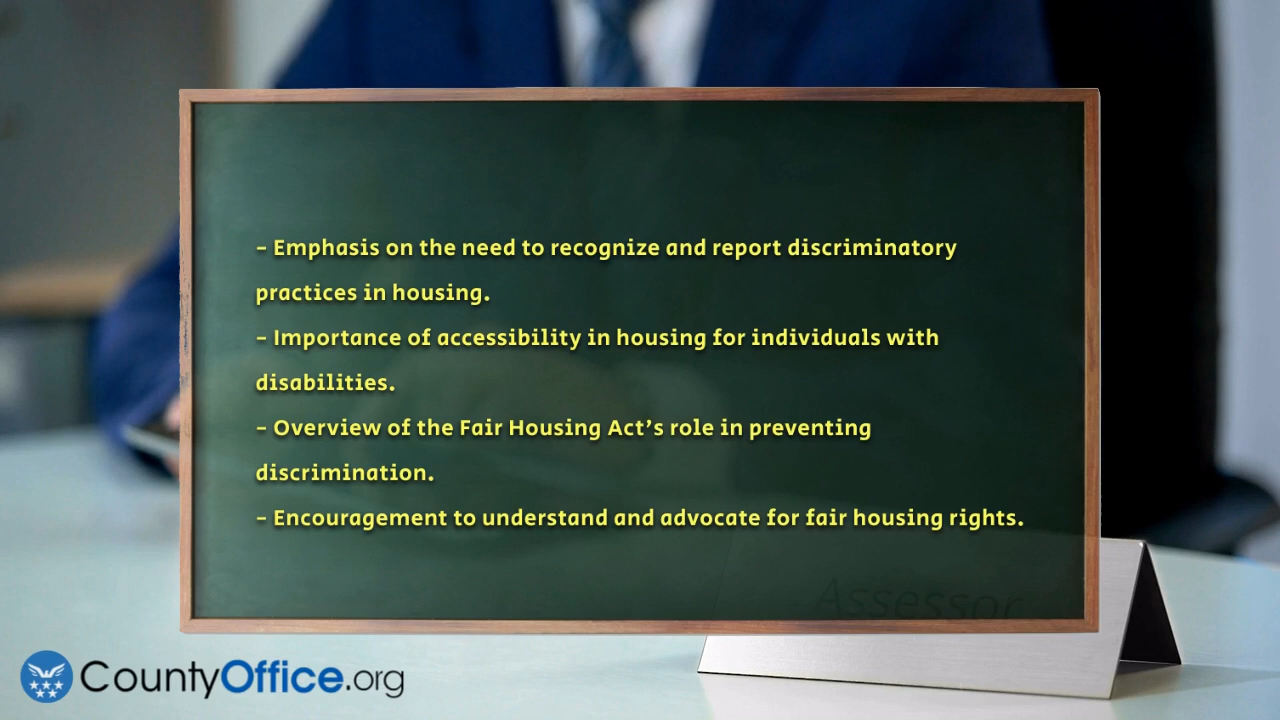 - Emphasis on the need to recognize and report discriminatory
practices in housing.
- Importance of accessibility in housing for individuals with
disabilities.
- Overview of the Fair Housing Act's role in preventing
discrimination.
- Encouragement to understand and advocate for fair housing rights.
Assessor
CountyOffice.org